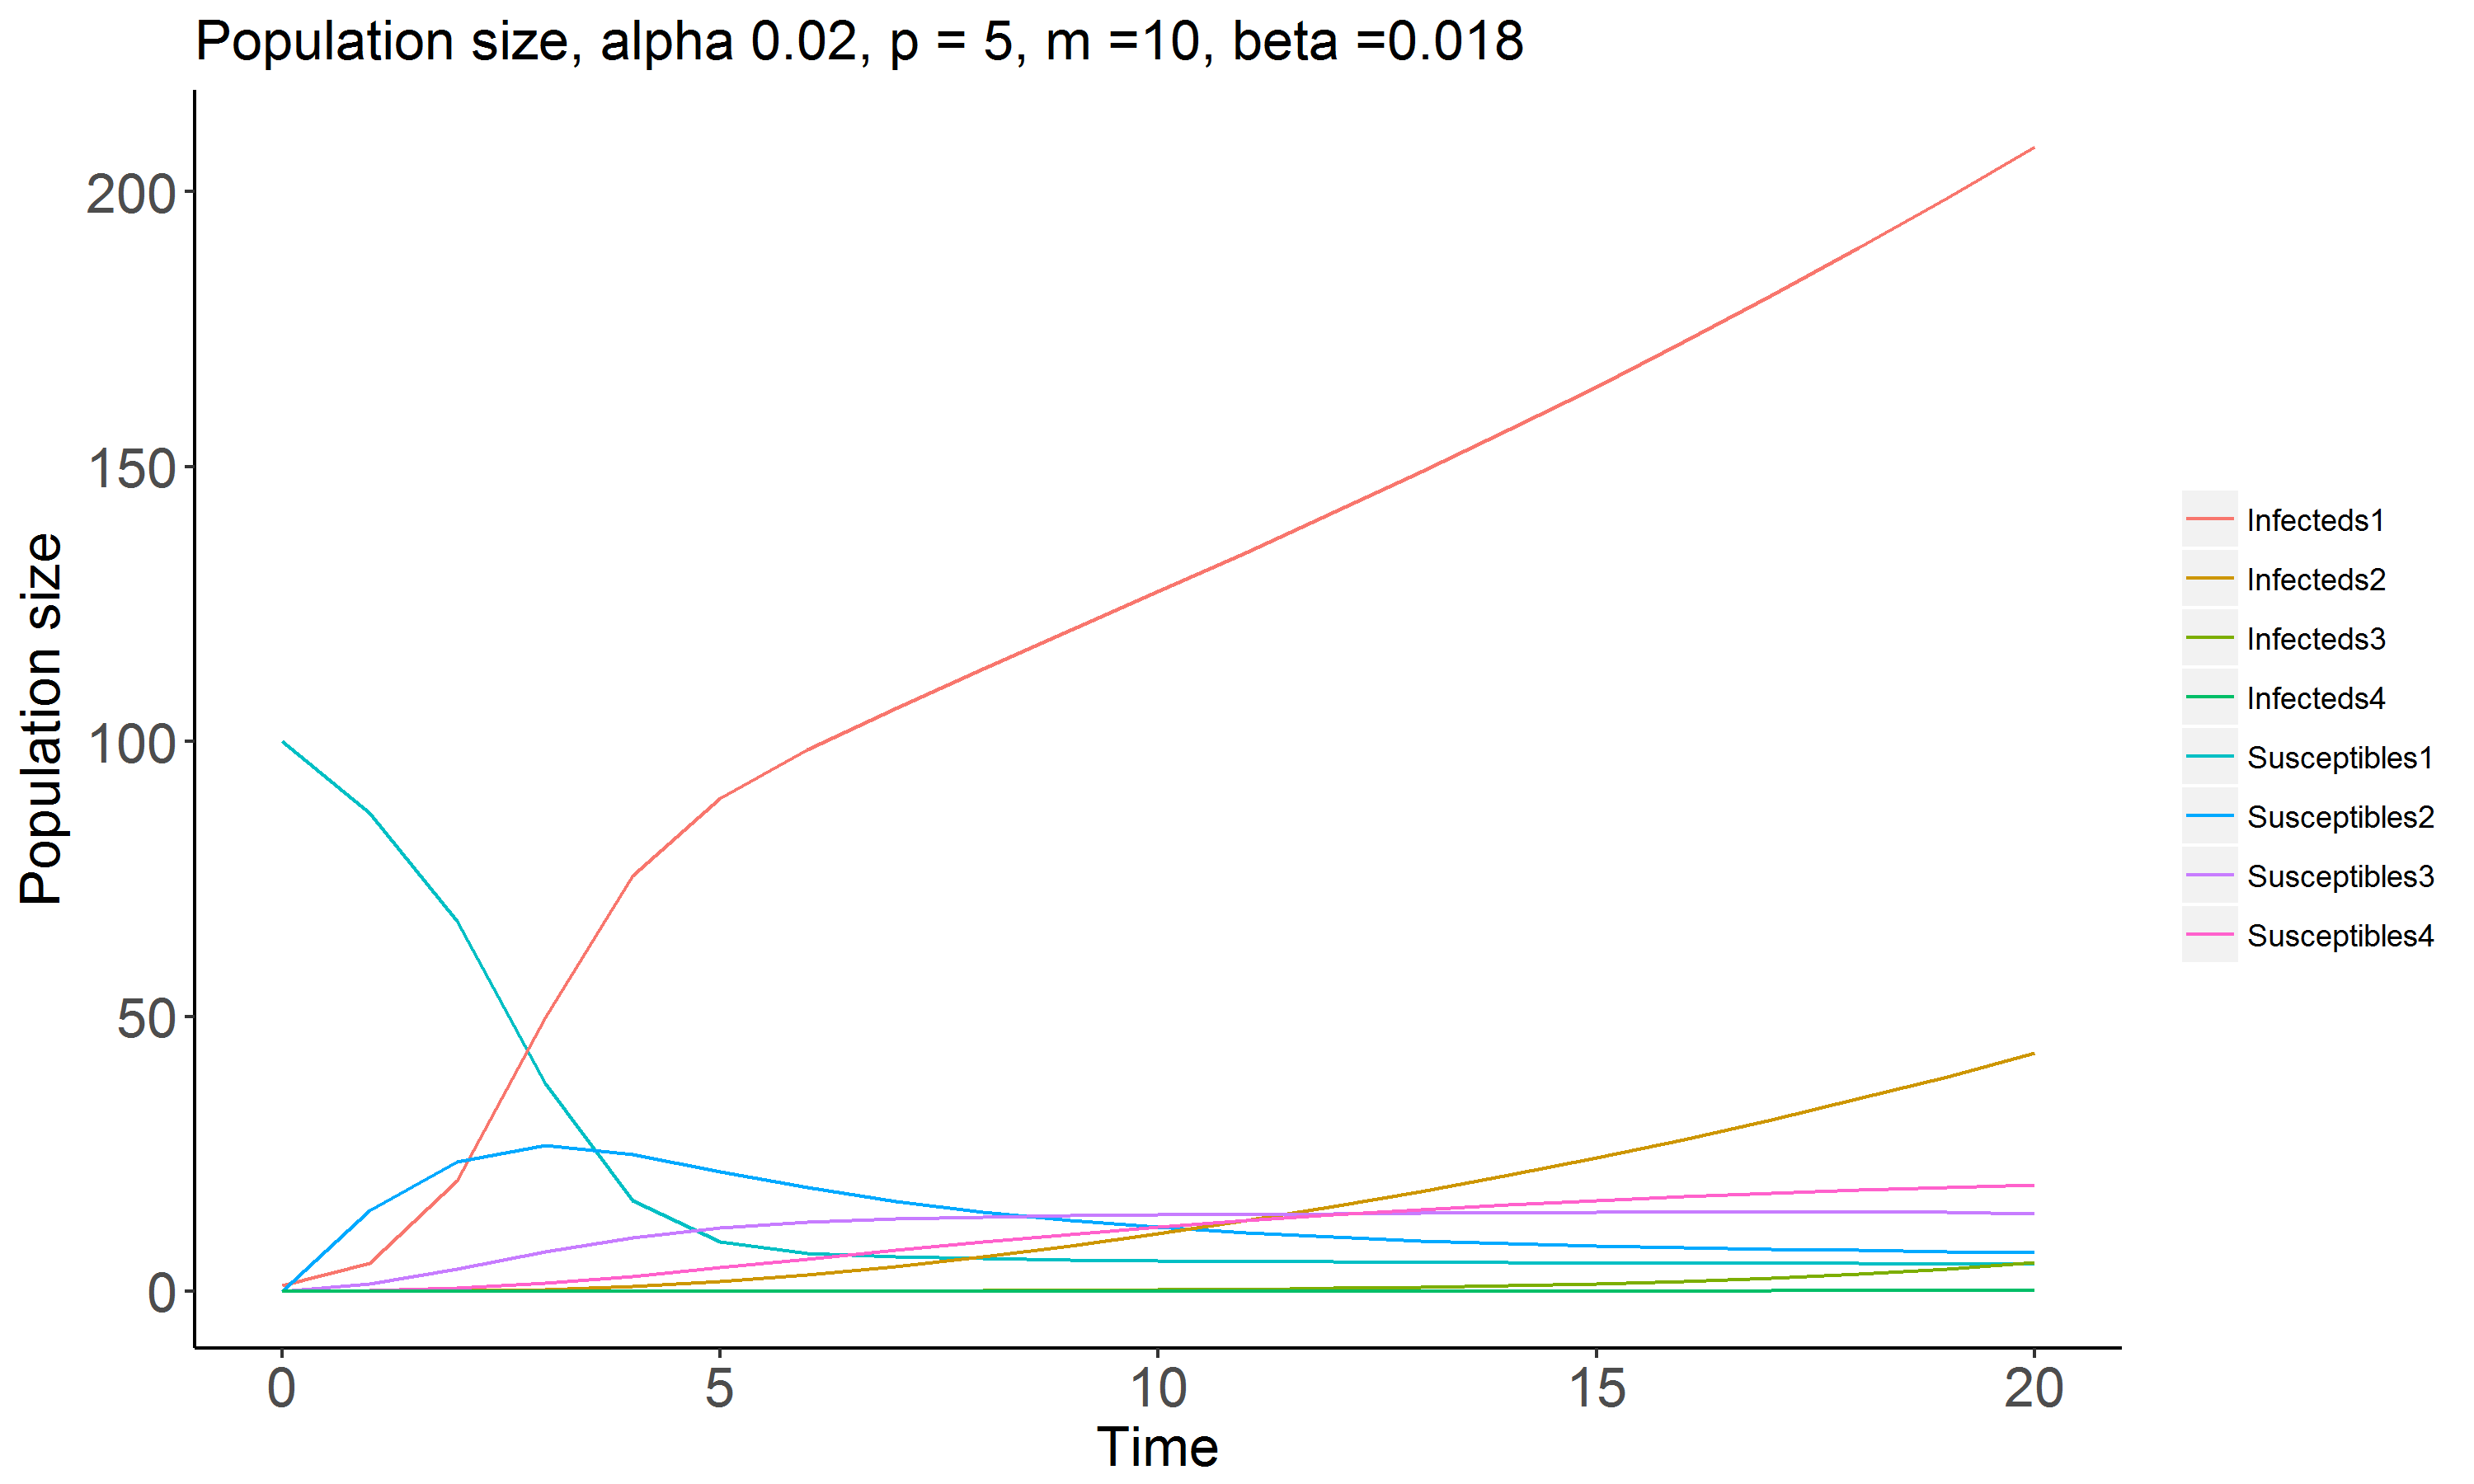 Population size, alpha 0.02, p = 5, m =10, beta =0.018
Population size
200
150
100
50
0
0 5 10 15 20
Time
Infecteds1
Infecteds2
Infecteds3
Infecteds4
Susceptibles1
Susceptibles2
Susceptibles3
Susceptibles4